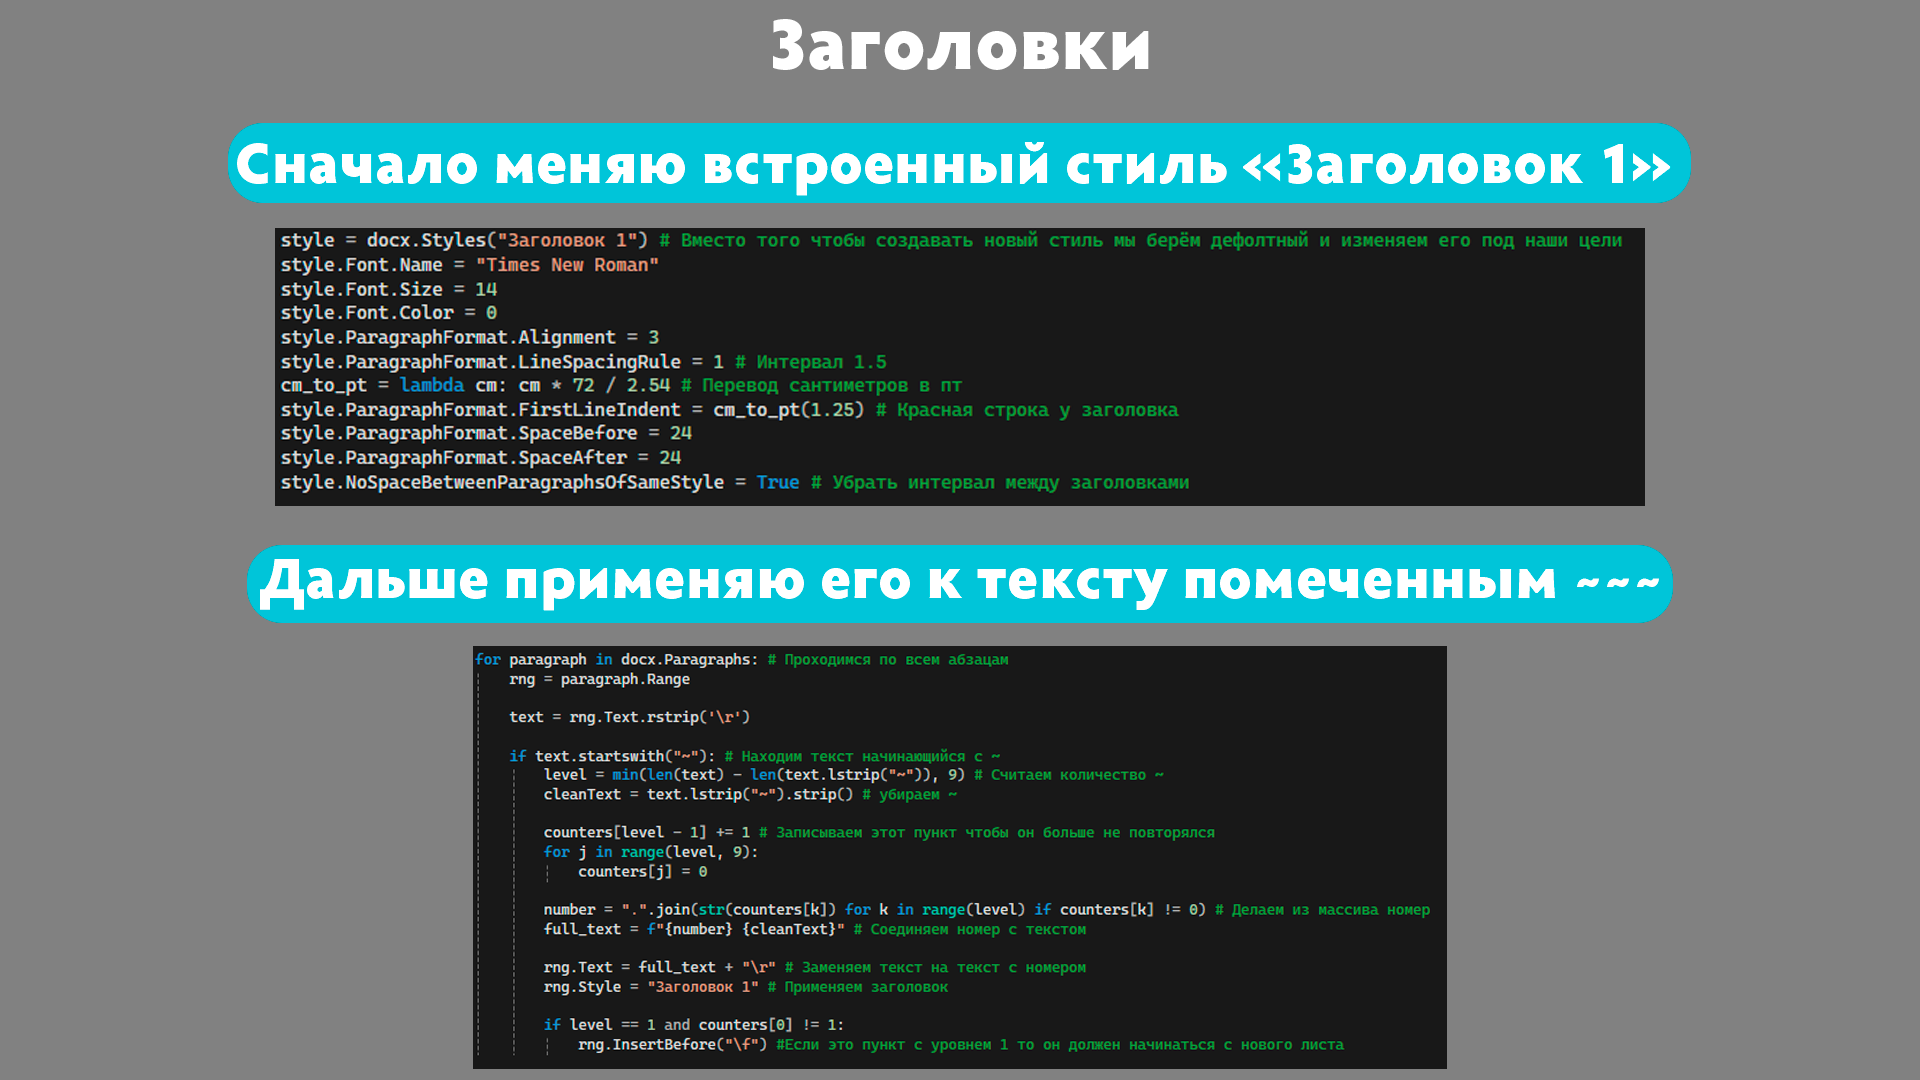 Заголовки
Сначало меняю встроенный стиль «Заголовок 1»
style = docx.Styles("Заголовок 1") # Вместо того чтобы создавать новый стиль мы берём дефолтный и изменяем его под наши цели
style.Font.Name = "Times New Roman"
style.Font.Size = 14
style.Font.Color = 0
style.ParagraphFormat.Alignment = 3
style.ParagraphFormat.LineSpacingRule = 1 # Интервал 1.5
cm_to_pt = lambda cm: cm * 72 / 2.54 # Перевод сантиметров в пт
style.ParagraphFormat.FirstLineIndent = cm_to_pt(1.25) # Красная строка у заголовка
style.ParagraphFormat.SpaceBefore = 24
style.ParagraphFormat.SpaceAfter = 24
style.NoSpaceBetweenParagraphsOfSameStyle = True # Убрать интервал между заголовками
Дальше применяю его к тексту помеченным ~~~
for paragraph in docx.Paragraphs: # Проходимся по всем абзацам
    rng = paragraph.Range
    text = rng.Text.rstrip('\r')
    if text.startswith("~"): # Находим текст начинающийся с ~
        level = min(len(text) - len(text.lstrip("~")), 9) # Считаем количество ~
        cleanText = text.lstrip("~").strip() # убираем ~
        counters[level - 1] += 1 # Записываем этот пункт чтобы он больше не повторялся
        for j in range(level, 9):
            counters[j] = 0
        number = ".".join(str(counters[k]) for k in range(level) if counters[k] != 0) # Делаем из массива номер
        full_text = f"{number} {cleanText}" # Соединяем номер с текстом
        rng.Text = full_text + "\r" # Заменяем текст на текст с номером
        rng.Style = "Заголовок 1" # Применяем заголовок
        if level == 1 and counters[0] != 1:
            rng.InsertBefore("\f") #Если это пункт с уровнем 1 то он должен начинаться с нового листа